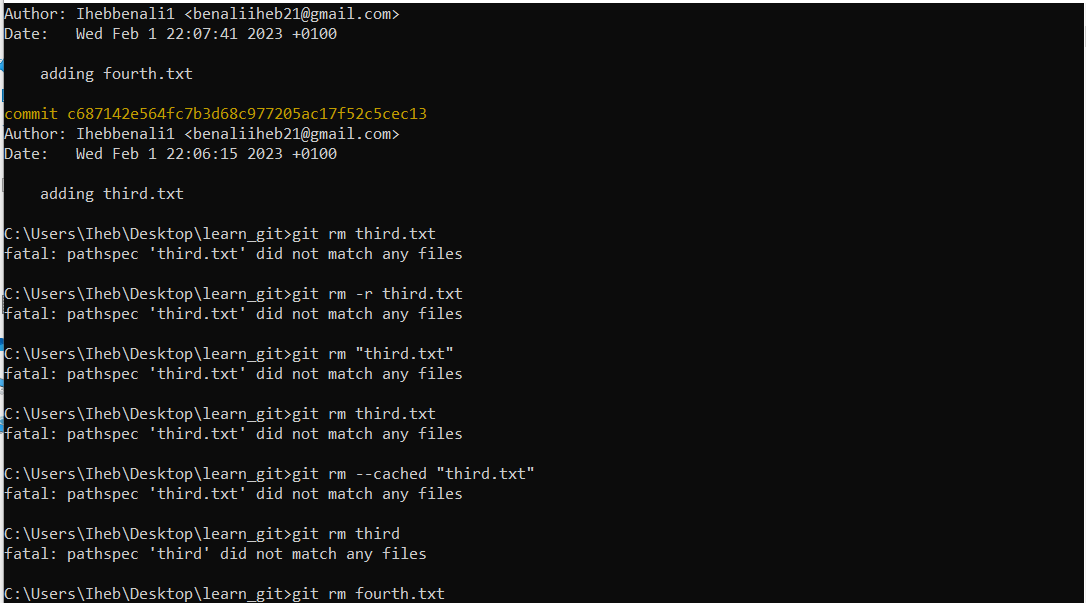 Author: Ihebbenali1 <benaliiheb21@gmail.com>
Date:   Wed Feb 1 22:07:41 2023 +0100
    adding fourth.txt
commit c687142e564fc7b3d68c977205ac17f52c5cec13
Author: Ihebbenali1 <benaliiheb21@gmail.com>
Date:   Wed Feb 1 22:06:15 2023 +0100
    adding third.txt
C:\Users\Iheb\Desktop\learn_git>git rm third.txt
fatal: pathspec 'third.txt' did not match any files
C:\Users\Iheb\Desktop\learn_git>git rm -r third.txt
fatal: pathspec 'third.txt' did not match any files
C:\Users\Iheb\Desktop\learn_git>git rm "third.txt"
fatal: pathspec 'third.txt' did not match any files
C:\Users\Iheb\Desktop\learn_git>git rm third.txt
fatal: pathspec 'third.txt' did not match any files
C:\Users\Iheb\Desktop\learn_git>git rm --cached "third.txt"
fatal: pathspec 'third.txt' did not match any files
C:\Users\Iheb\Desktop\learn_git>git rm third
fatal: pathspec 'third' did not match any files
C:\Users\Iheb\Desktop\learn_git>git rm fourth.txt